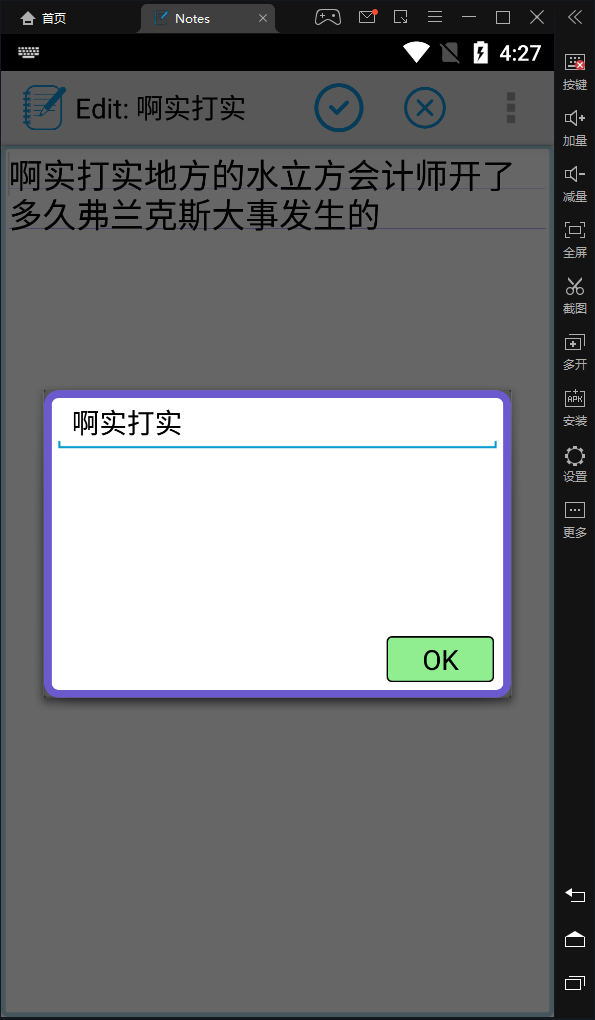 首页
Notes
4:27
Edit: 啊实打实
啊实打实地方的水立方会计师开了
多久弗兰克斯大事发生的
啊实打实
OK
按键
加量
减量
全屏
截图
多开
APK
安装
设置
更多